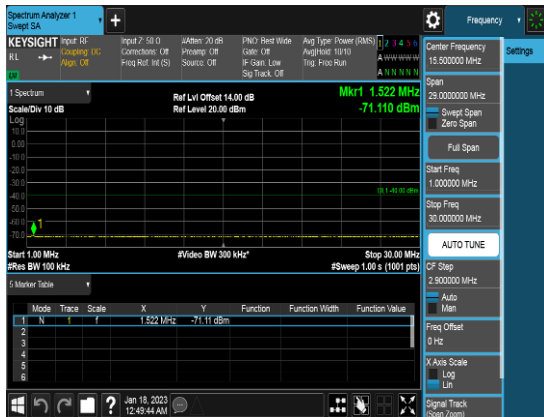 Spectrum Analyzer 1
Swept SA
+
Frequency
KEYSIGHT
RL
Input: RF
Coupling: DC
Align: Off
Input Z: 50 Ω
Corrections: Off
Freq Ref: Int (S)
#Atten: 20 dB
Preamp: Off
Source: Off
PNO: Best Wide
Gate: Off
IF Gain: Low
Sig Track: Off
Avg Type: Power (RMS)
Avg|Hold: 10/10
Trig: Free Run
1 2 3 4 5 6
A W W W W W
A N N N N N
1 Spectrum
Scale/Div 10 dB
Ref Lvl Offset 14.00 dB
Ref Level 20.00 dBm
Mkr1 1.522 MHz
-71.110 dBm
Log
10.0
0.00
-10.0
-20.0
-30.0
-40.0
-50.0
-60.0
-70.0
1
Start 1.00 MHz
#Res BW 100 kHz
#Video BW 300 kHz*
Stop 30.00 MHz
#Sweep 1.00 s (1001 pts)
5 Marker Table
Mode Trace Scale X Y Function Function Width Function Value
1 N 1 f 1.522 MHz -71.11 dBm
2
3
4
5
6
Jan 18, 2023
12:49:44 AM
Center Frequency
15.500000 MHz
Settings
Span
29.0000000 MHz
Swept Span
Zero Span
Full Span
Start Freq
1.000000 MHz
Stop Freq
30.000000 MHz
AUTO TUNE
CF Step
2.900000 MHz
Auto
Man
Freq Offset
0 Hz
X Axis Scale
Log
Lin
Signal Track
(Span Zoom)